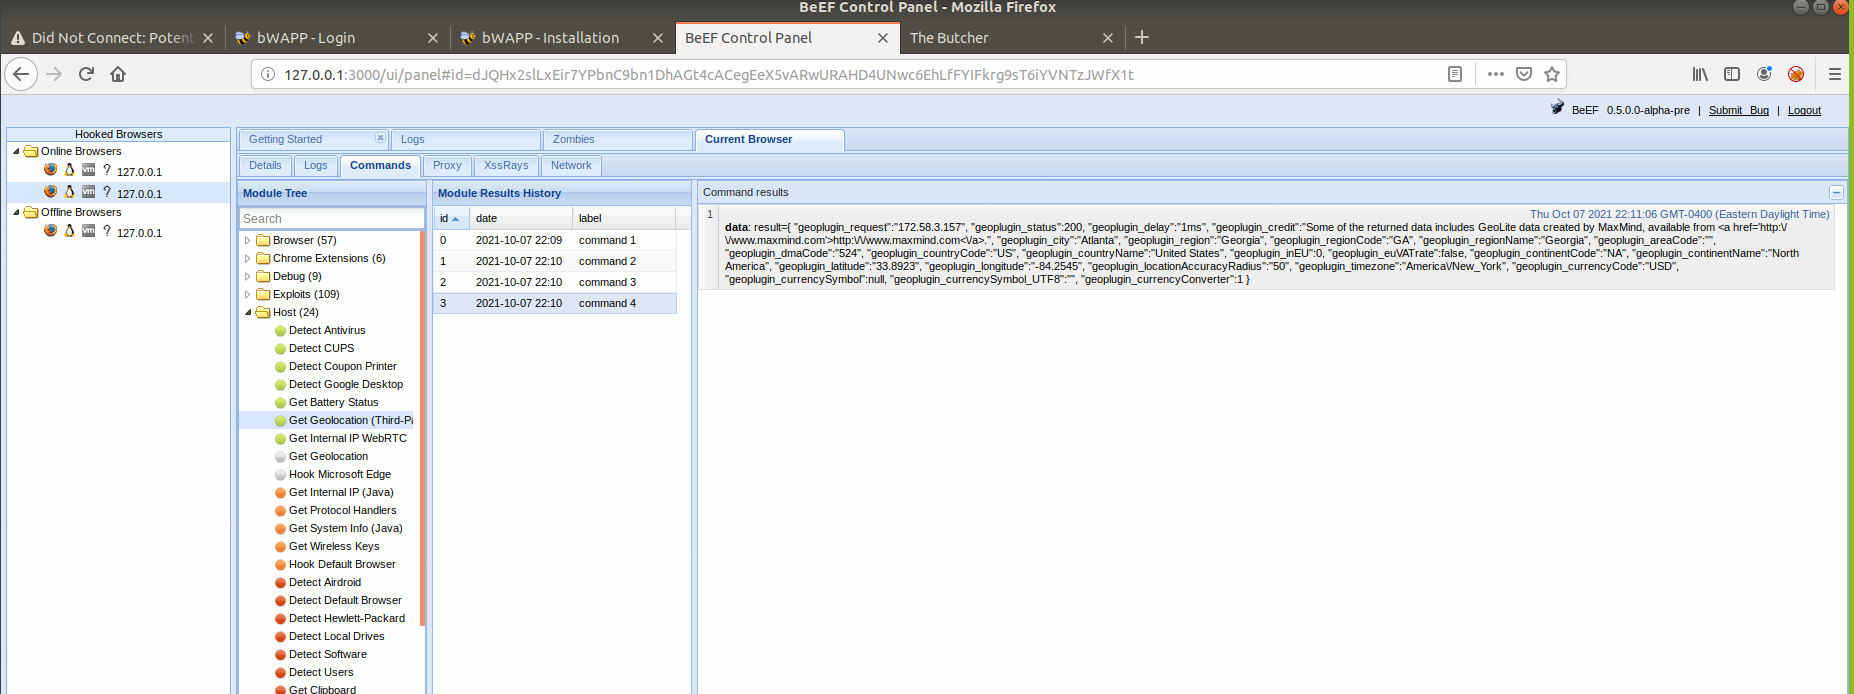 BeEF Control Panel - Mozilla Firefox
Did Not Connect: Potent
bWAPP - Login
bWAPP - Installation
BeEF Control Panel
The Butcher
127.0.0.1:3000/ui/panel#id=dJQHx2slLxEir7YPbnC9bn1DhAGt4cACegEeX5vARwURAHD4UNwc6EhLfFYIFkrg9sT6iYVNTzJWfX1t
BeEF 0.5.0.0-alpha-pre | Submit Bug | Logout
Hooked Browsers
Online Browsers
127.0.0.1
127.0.0.1
Offline Browsers
127.0.0.1
Getting Started
Logs
Zombies
Current Browser
Details
Logs
Commands
Proxy
XssRays
Network
Module Tree
Search
Browser (57)
Chrome Extensions (6)
Debug (9)
Exploits (109)
Host (24)
Detect Antivirus
Detect CUPS
Detect Coupon Printer
Detect Google Desktop
Get Battery Status
Get Geolocation (Third-Pa
Get Internal IP WebRTC
Get Geolocation
Hook Microsoft Edge
Get Internal IP (Java)
Get Protocol Handlers
Get System Info (Java)
Get Wireless Keys
Hook Default Browser
Detect Airdroid
Detect Default Browser
Detect Hewlett-Packard
Detect Local Drives
Detect Software
Detect Users
Get Clipboard
Module Results History
id date label
0 2021-10-07 22:09 command 1
1 2021-10-07 22:10 command 2
2 2021-10-07 22:10 command 3
3 2021-10-07 22:10 command 4
Command results
1 Thu Oct 07 2021 22:11:06 GMT-0400 (Eastern Daylight Time)
data: result={ "geoplugin_request":"172.58.3.157", "geoplugin_status":200, "geoplugin_delay":"1ms", "geoplugin_credit":"Some of the returned data includes GeoLite data created by MaxMind, available from <a href='http:\/
\/www.maxmind.com'>http:\/\/www.maxmind.com<\/a>.", "geoplugin_city":"Atlanta", "geoplugin_region":"Georgia", "geoplugin_regionCode":"GA", "geoplugin_regionName":"Georgia", "geoplugin_areaCode":"",
"geoplugin_dmaCode":"524", "geoplugin_countryCode":"US", "geoplugin_countryName":"United States", "geoplugin_inEU":0, "geoplugin_euVATrate":false, "geoplugin_continentCode":"NA", "geoplugin_continentName":"North
America", "geoplugin_latitude":"33.8923", "geoplugin_longitude":"-84.2545", "geoplugin_locationAccuracyRadius":"50", "geoplugin_timezone":"America\/New_York", "geoplugin_currencyCode":"USD",
"geoplugin_currencySymbol":null, "geoplugin_currencySymbol_UTF8":"", "geoplugin_currencyConverter":1 }